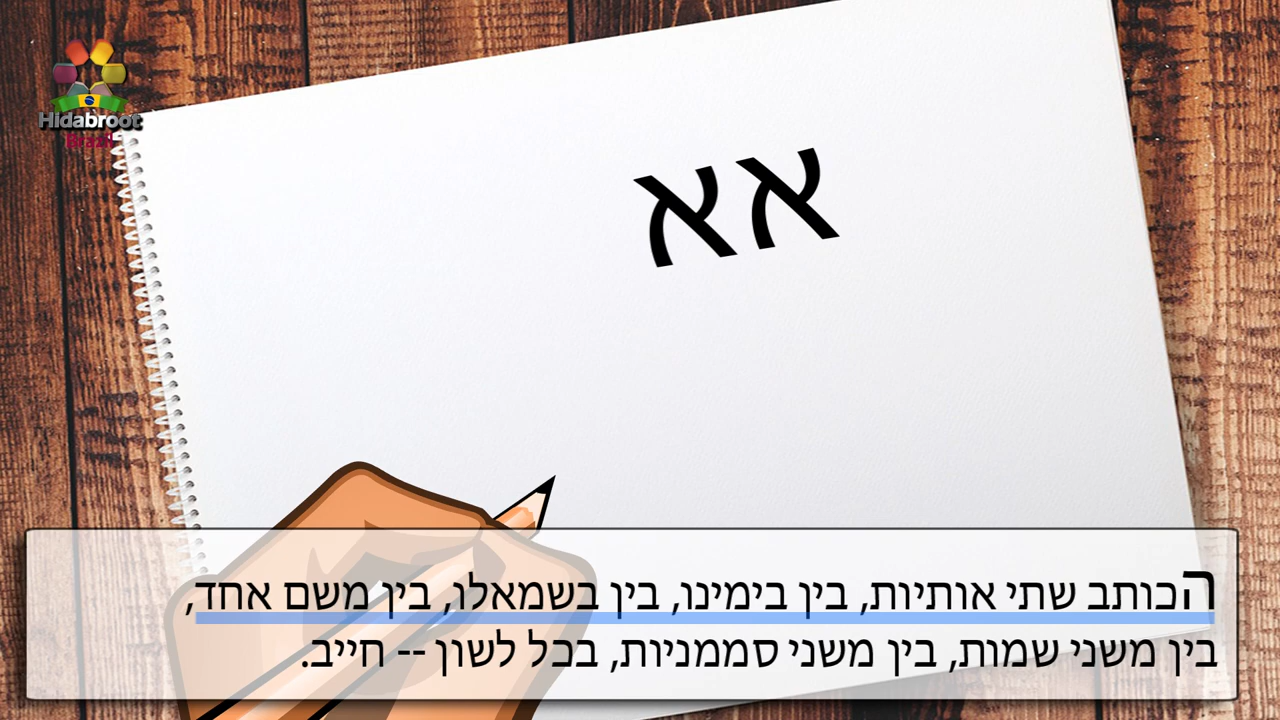 Hidabroot
Brazil
אא
הכותב שתי אותיות, בין בימינו, בין בשמאלו, בין משם אחד,
בין משני שמות, בין משני סממניות, בכל לשון -- חייב.